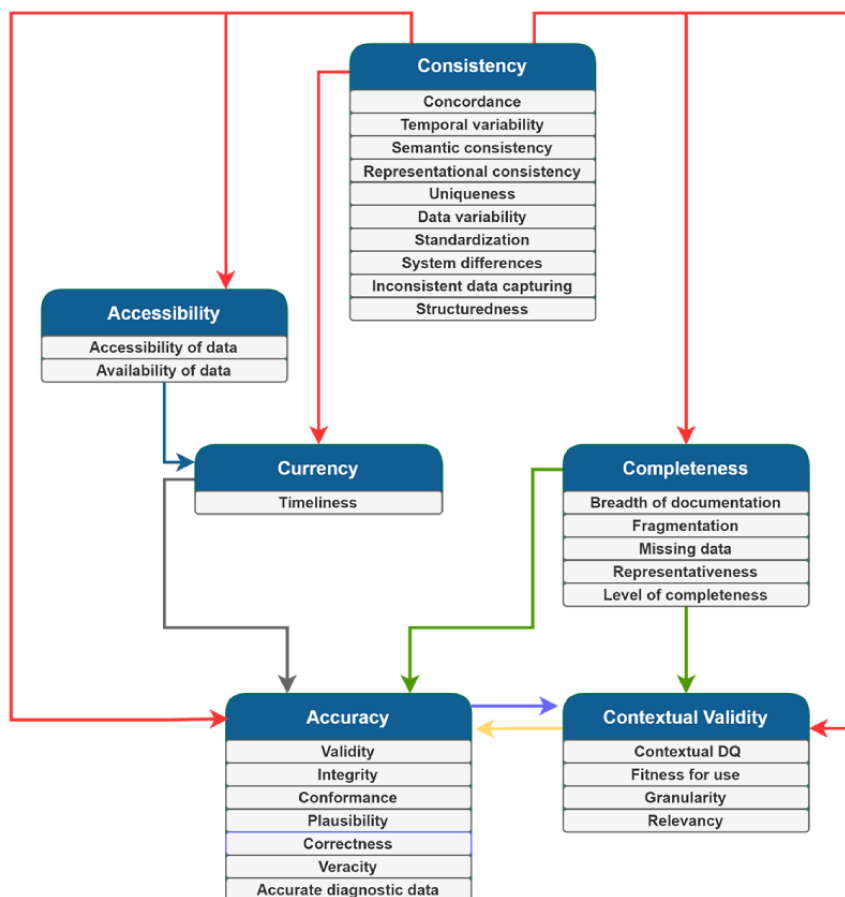 Consistency
Concordance
Temporal variability
Semantic consistency
Representational consistency
Uniqueness
Data variability
Standardization
System differences
Inconsistent data capturing
Structuredness
Accessibility
Accessibility of data
Availability of data
Currency
Timeliness
Completeness
Breadth of documentation
Fragmentation
Missing data
Representativeness
Level of completeness
Accuracy
Validity
Integrity
Conformance
Plausibility
Correctness
Veracity
Accurate diagnostic data
Contextual Validity
Contextual DQ
Fitness for use
Granularity
Relevancy